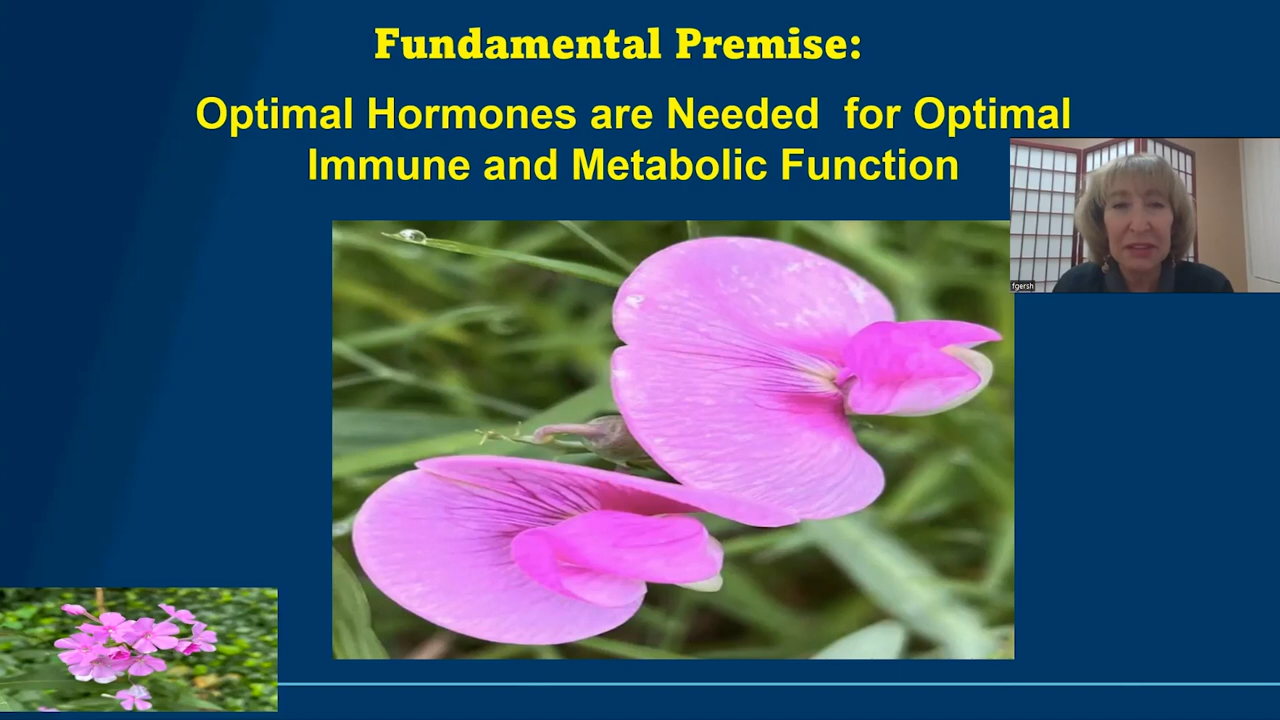 Fundamental Premise:
Optimal Hormones are Needed  for Optimal
Immune and Metabolic Function
fgersh